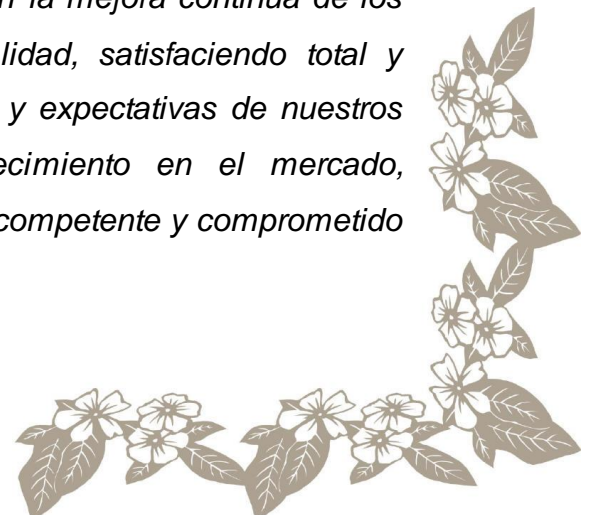 la mejora continua de los
lidad, satisfaciendo total y
y expectativas de nuestros
ecimiento en el mercado,
competente y comprometido